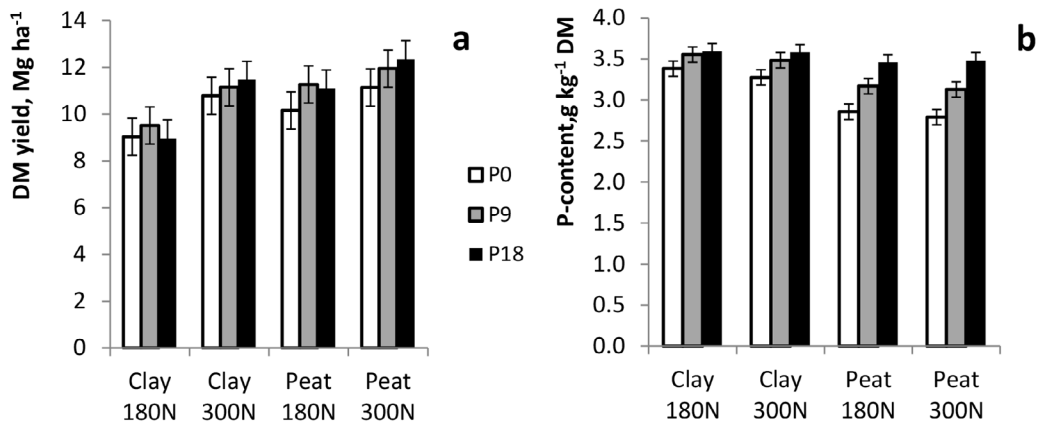 DM yield, Mg ha⁻¹
14
12
10
8
6
4
2
0
a
Clay
180N
Clay
300N
Peat
180N
Peat
300N
P0
P9
P18
P-content,g kg⁻¹ DM
4.0
3.5
3.0
2.5
2.0
1.5
1.0
0.5
0.0
b
Clay
180N
Clay
300N
Peat
180N
Peat
300N